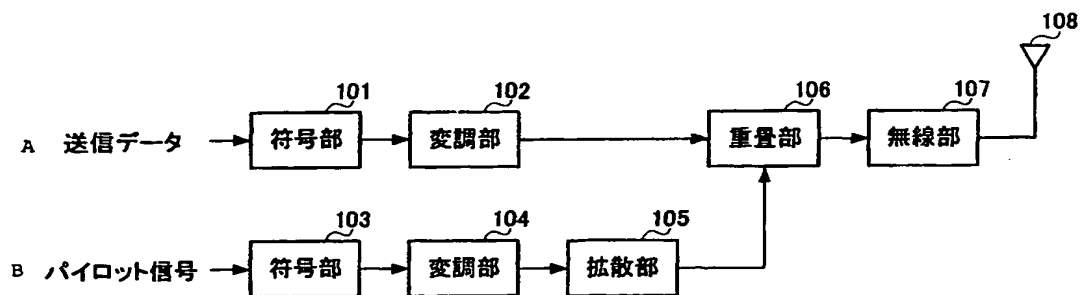 108
101 102 106 107
A 送信データ 符号部 変調部 重畳部 無線部
103 104 105
B パイロット信号 符号部 変調部 拡散部